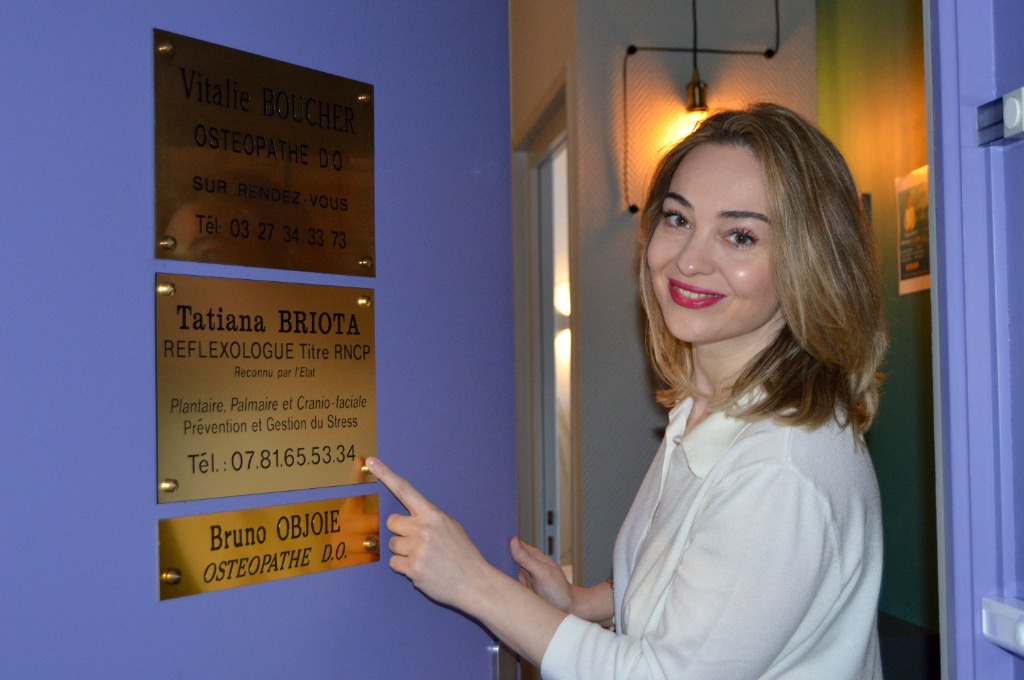 Vitalie BOUCHER
OSTEOPATHE D O
SUR RENDEZ-VOUS
Tél: 03 27 34 33 73
Tatiana BRIOTA
REFLEXOLOGUE Titre RNCP
Reconnu par l'Etat
Plantaire, Palmaire et Cranio-faciale
Prévention et Gestion du Stress
Tél.: 07.81.65.53.34
Bruno OBJOIE
OSTEOPATHE D.O.